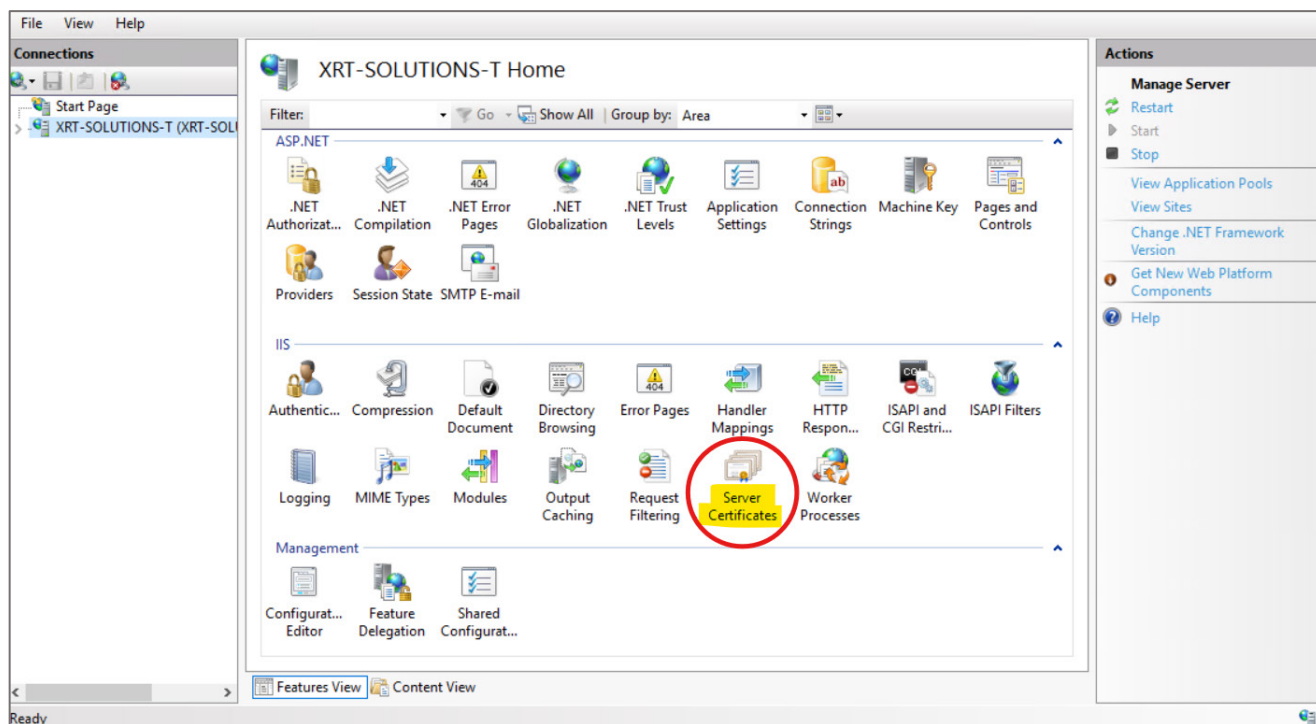 File View Help
Connections
Start Page
XRT-SOLUTIONS-T (XRT-SOLU
XRT-SOLUTIONS-T Home
Filter: Go Show All Group by: Area
ASP.NET
.NET Authorizat...
.NET Compilation
.NET Error Pages
.NET Globalization
.NET Trust Levels
Application Settings
Connection Strings
Machine Key
Pages and Controls
Providers
Session State
SMTP E-mail
IIS
Authentic...
Compression
Default Document
Directory Browsing
Error Pages
Handler Mappings
HTTP Respon...
ISAPI and CGI Restri...
ISAPI Filters
Logging
MIME Types
Modules
Output Caching
Request Filtering
Server Certificates
Worker Processes
Management
Configurat... Editor
Feature Delegation
Shared Configurat...
Features View Content View
Ready
Actions
Manage Server
Restart
Start
Stop
View Application Pools
View Sites
Change .NET Framework
Version
Get New Web Platform
Components
Help